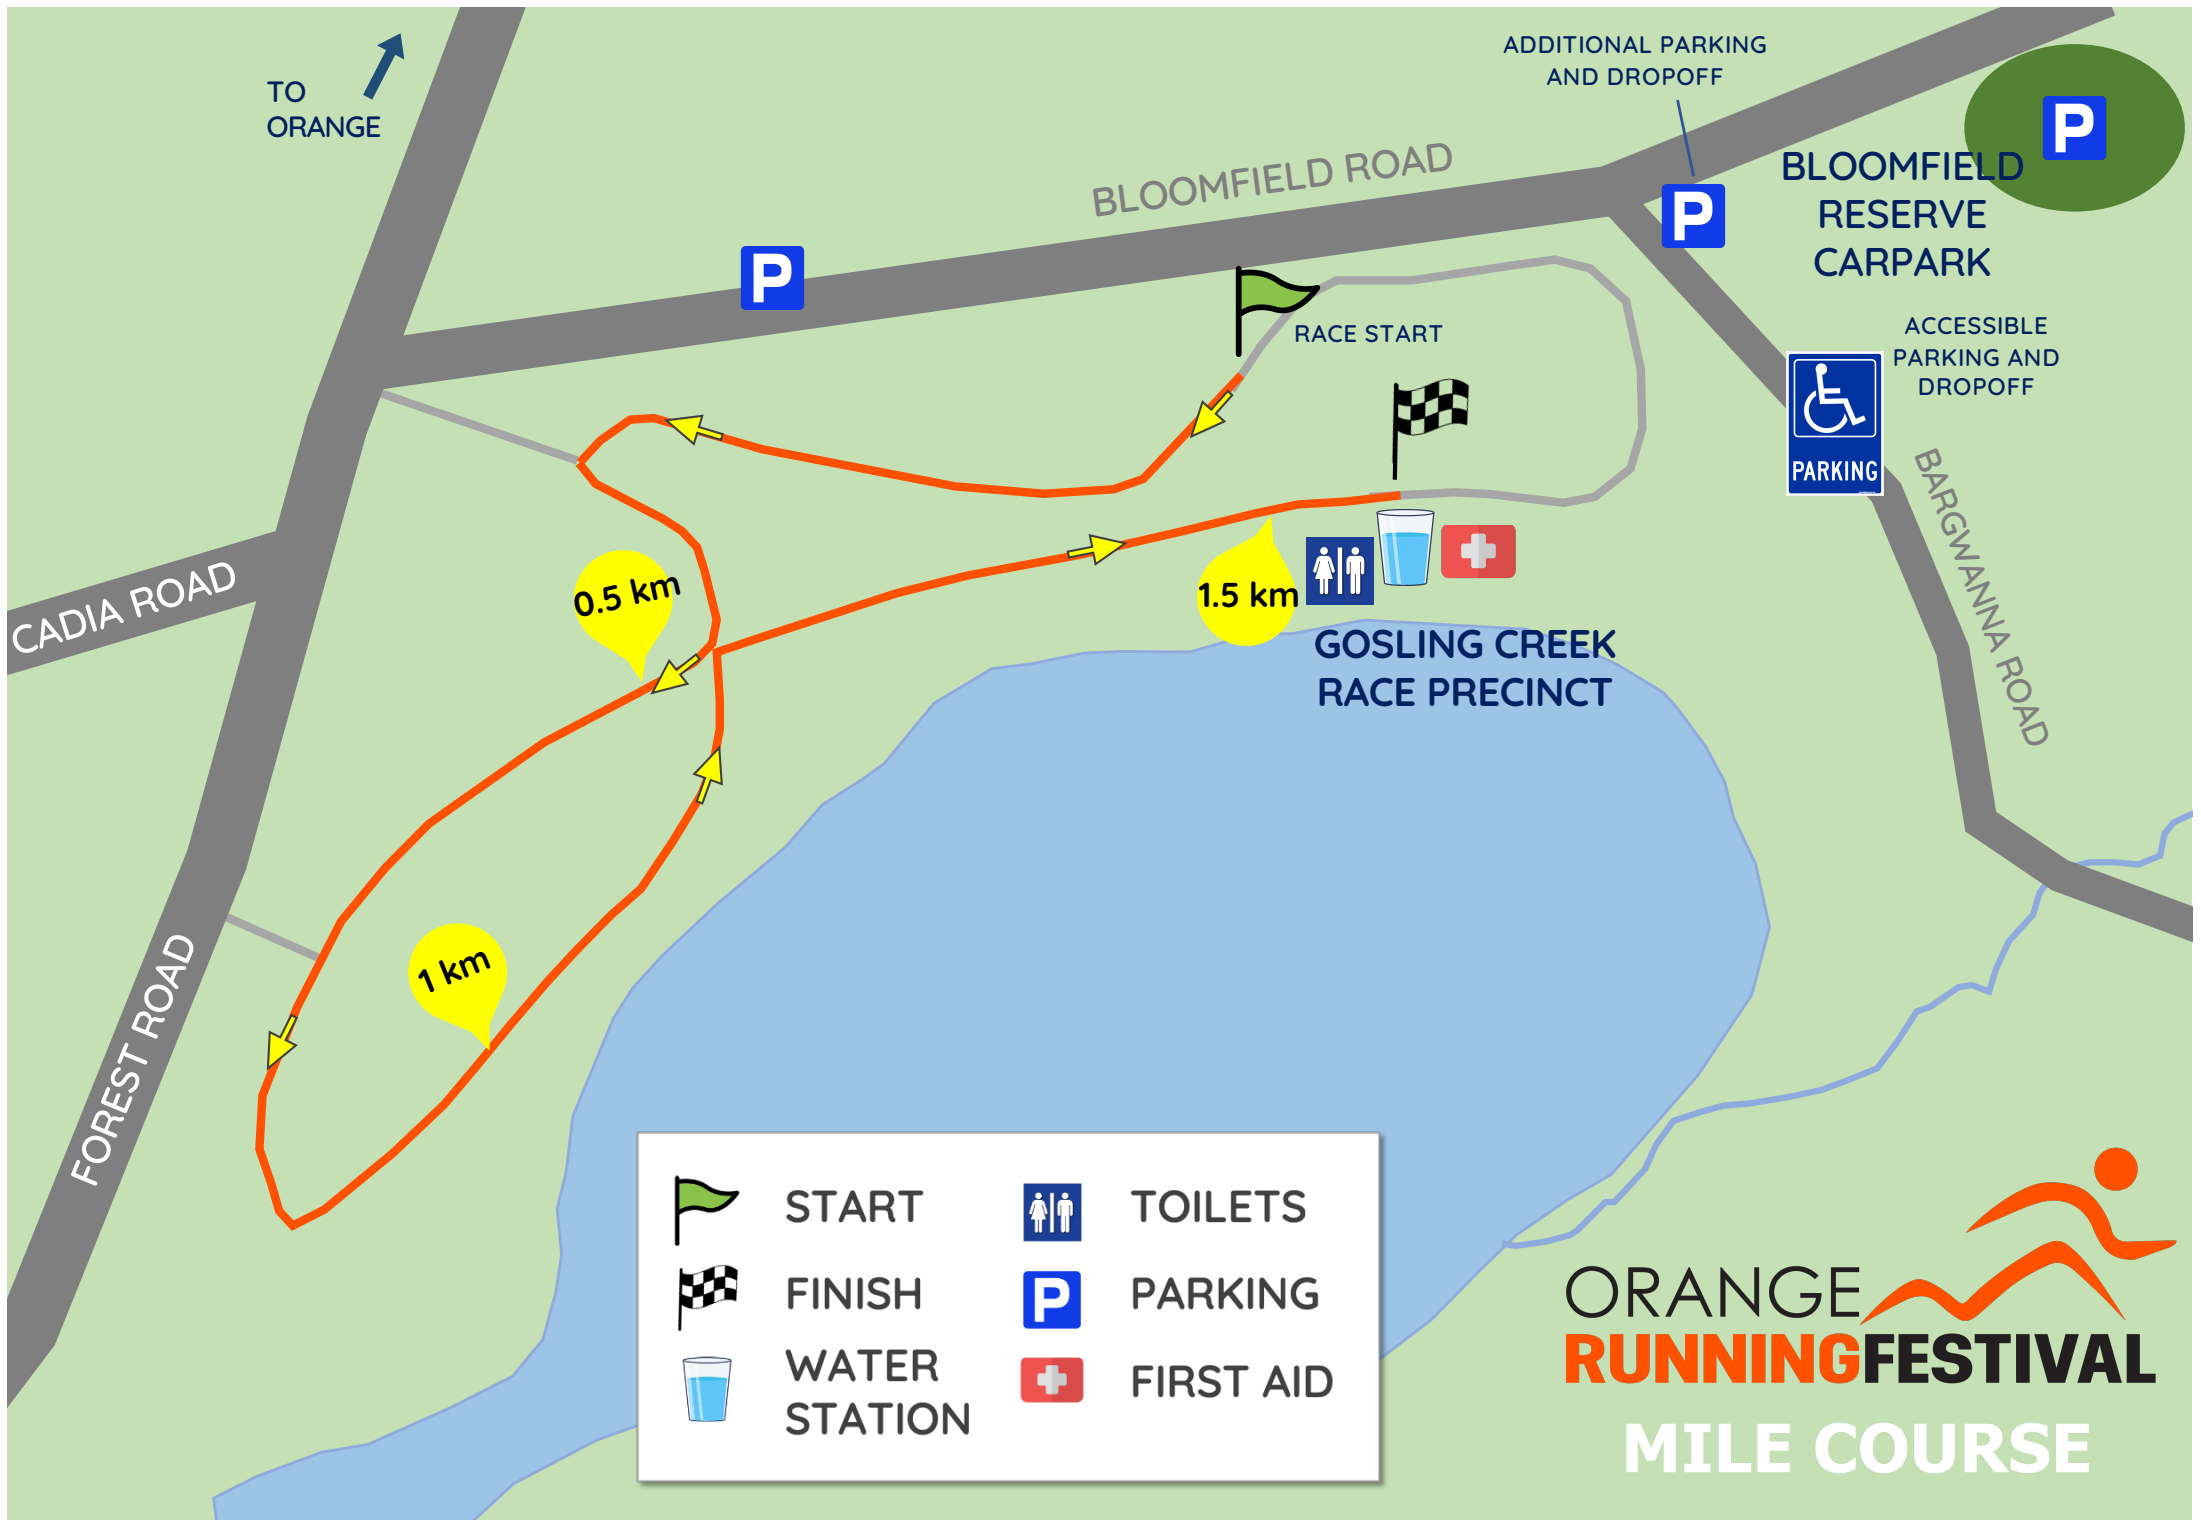 TO
ORANGE
ADDITIONAL PARKING
AND DROPOFF
P
BLOOMFIELD ROAD
BLOOMFIELD
RESERVE
CARPARK
P
P
RACE START
ACCESSIBLE
PARKING AND
DROPOFF
PARKING
BARGWANNA ROAD
CADIA ROAD
0.5 km
1.5 km
GOSLING CREEK
RACE PRECINCT
1 km
FOREST ROAD
START
FINISH
WATER
STATION
TOILETS
P PARKING
FIRST AID
ORANGE
RUNNINGFESTIVAL
MILE COURSE